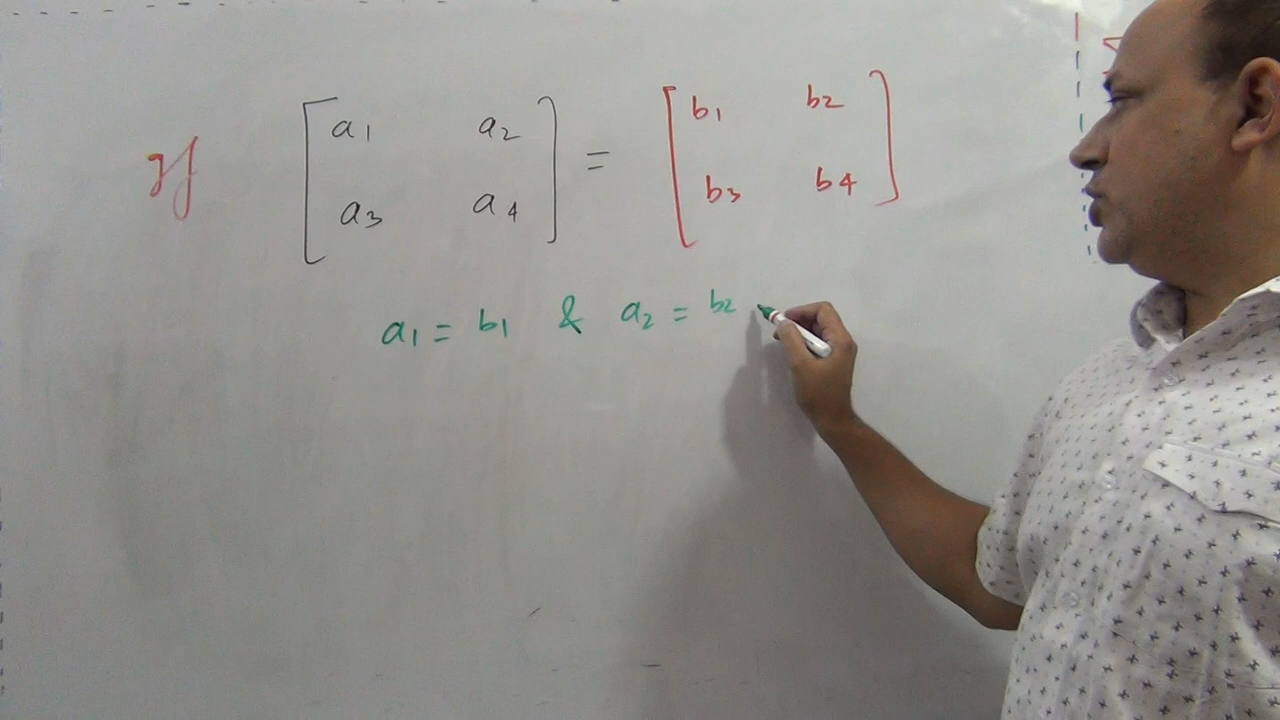 If [ a1 a2 ] = [ b1 b2 ]
a3 a4 b3 b4
a1 = b1 & a2 = b2